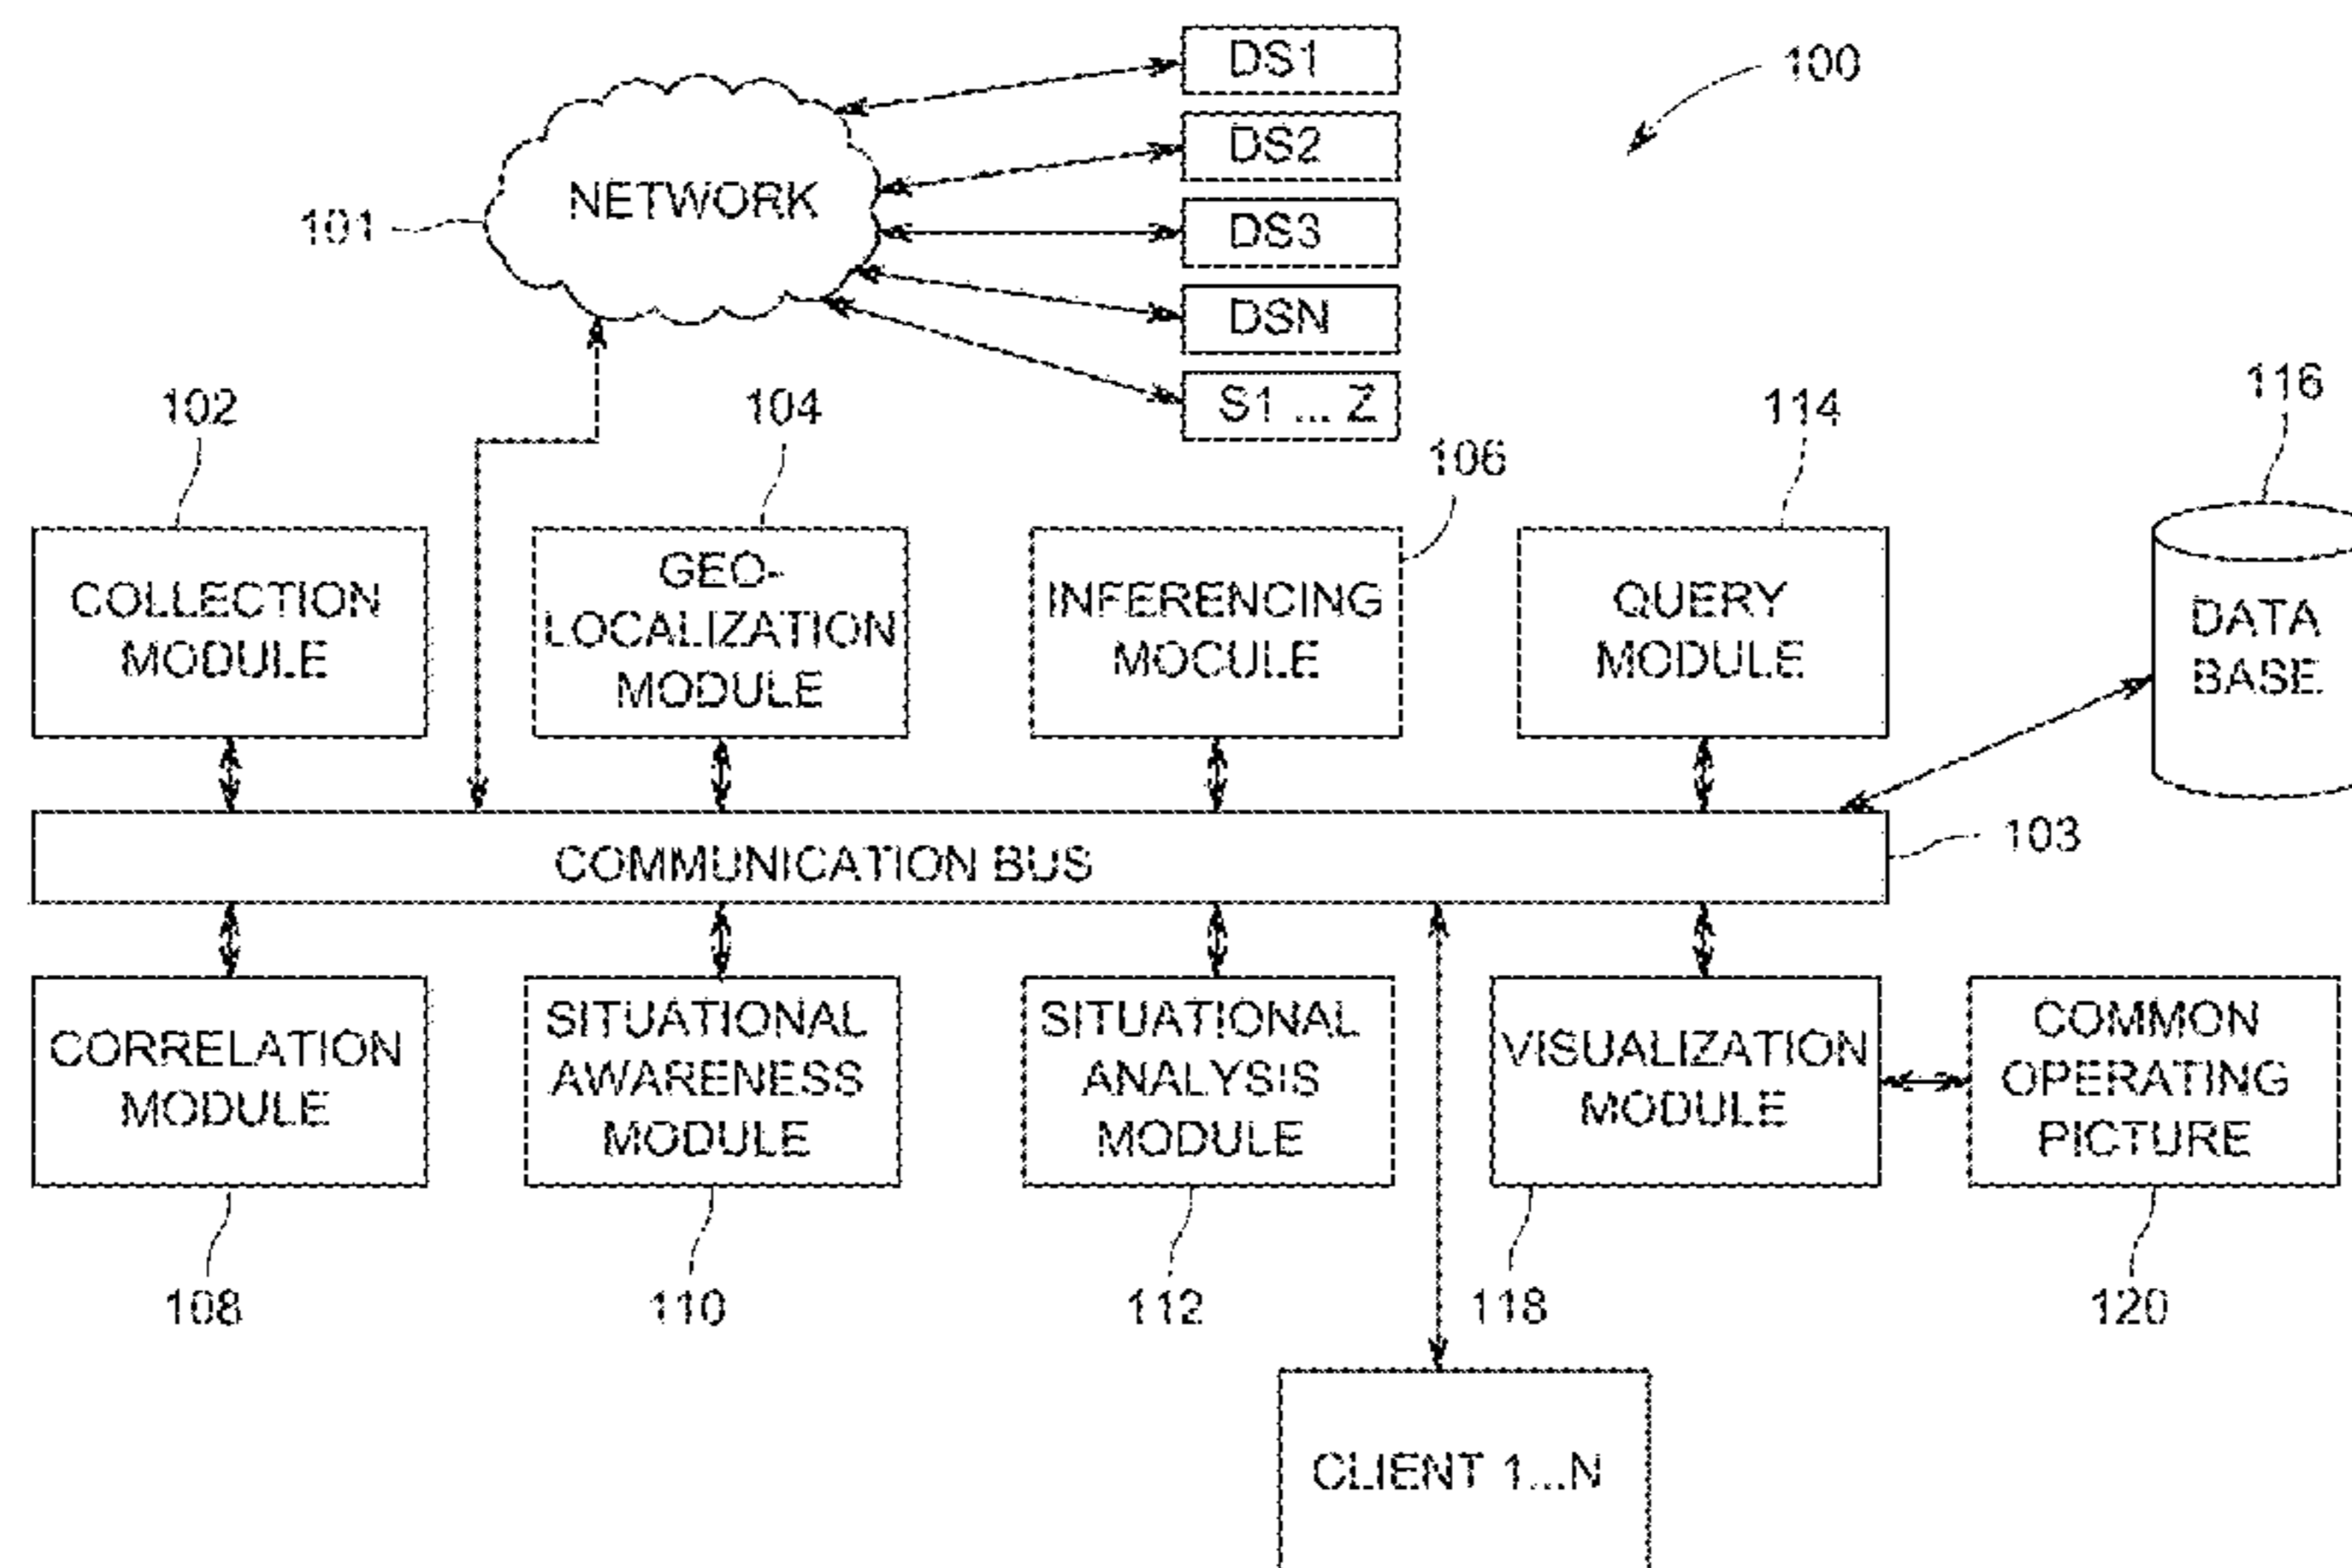 DS1
100
DS2
NETWORK
101
DS3
DSN
S1 ... Z
102
104
106
114
116
COLLECTION
MODULE
GEO-
LOCALIZATION
MODULE
INFERENCING
MOCULE
QUERY
MODULE
DATA
BASE
103
COMMUNICATION BUS
CORRELATION
MODULE
SITUATIONAL
AWARENESS
MODULE
SITUATIONAL
ANALYSIS
MODULE
VISUALIZATION
MODULE
COMMON
OPERATING
PICTURE
108
110
112
118
120
CLIENT 1...N